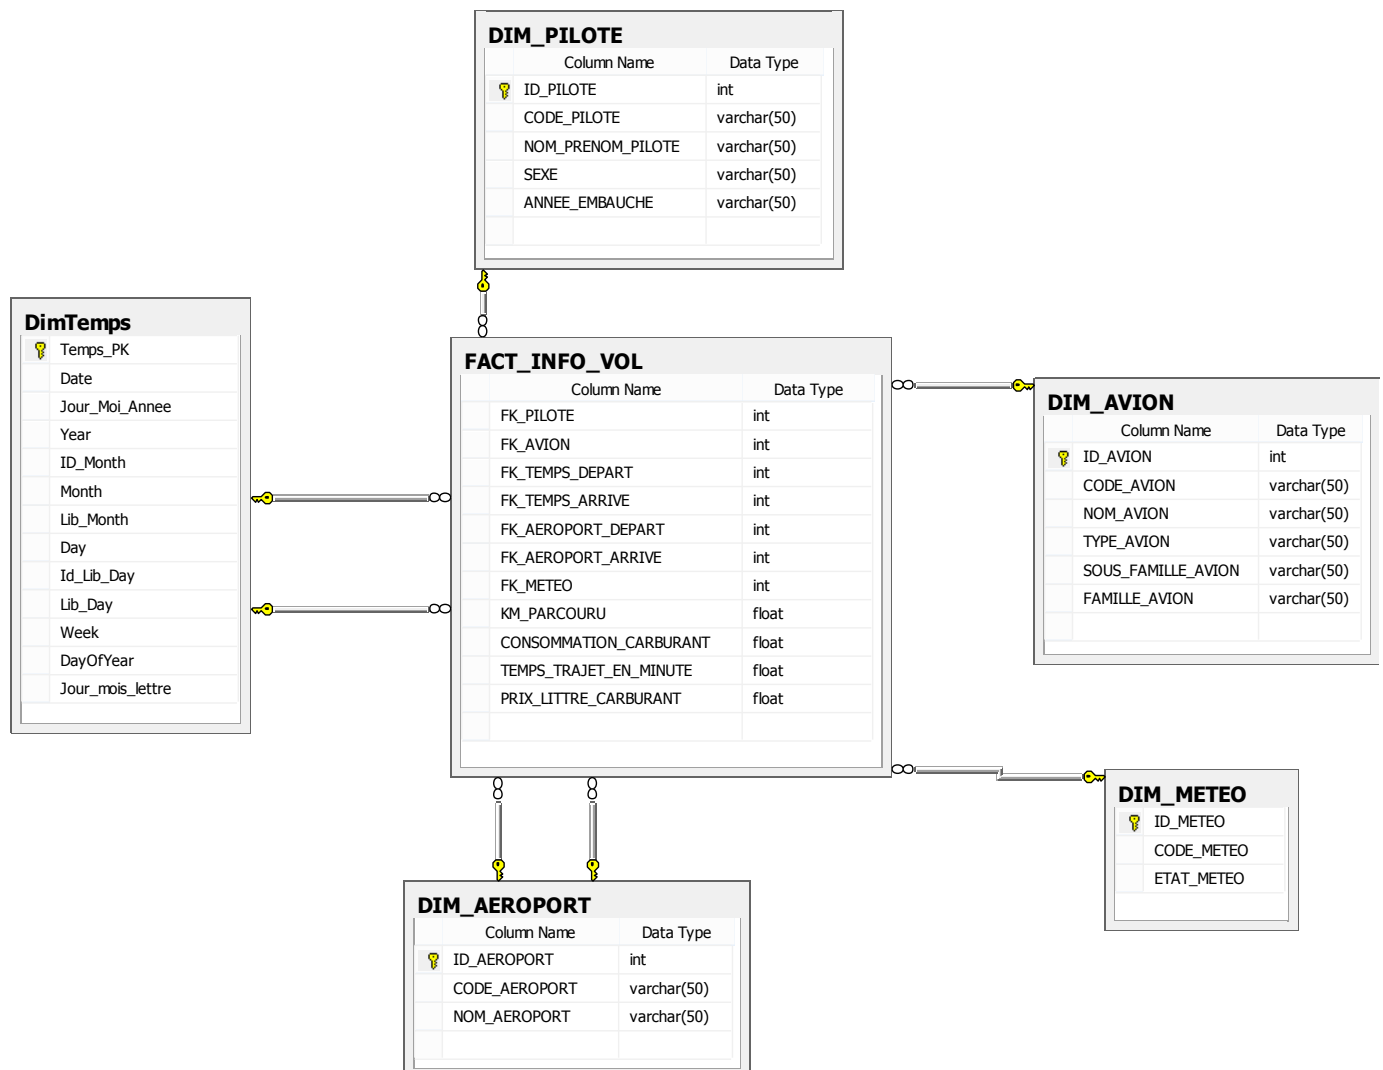 DIM_PILOTE
Column Name Data Type
ID_PILOTE int
CODE_PILOTE varchar(50)
NOM_PRENOM_PILOTE varchar(50)
SEXE varchar(50)
ANNEE_EMBAUCHE varchar(50)
DimTemps
Temps_PK
Date
Jour_Moi_Annee
Year
ID_Month
Month
Lib_Month
Day
Id_Lib_Day
Lib_Day
Week
DayOfYear
Jour_mois_lettre
FACT_INFO_VOL
Column Name Data Type
FK_PILOTE int
FK_AVION int
FK_TEMPS_DEPART int
FK_TEMPS_ARRIVE int
FK_AEROPORT_DEPART int
FK_AEROPORT_ARRIVE int
FK_METEO int
KM_PARCOURU float
CONSOMMATION_CARBURANT float
TEMPS_TRAJET_EN_MINUTE float
PRIX_LITTRE_CARBURANT float
DIM_AVION
Column Name Data Type
ID_AVION int
CODE_AVION varchar(50)
NOM_AVION varchar(50)
TYPE_AVION varchar(50)
SOUS_FAMILLE_AVION varchar(50)
FAMILLE_AVION varchar(50)
DIM_METEO
ID_METEO
CODE_METEO
ETAT_METEO
DIM_AEROPORT
Column Name Data Type
ID_AEROPORT int
CODE_AEROPORT varchar(50)
NOM_AEROPORT varchar(50)